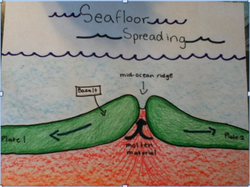 Seafloor
Spreading
mid-ocean ridge
Basalt
Plate 1
Plate 2
molten
material